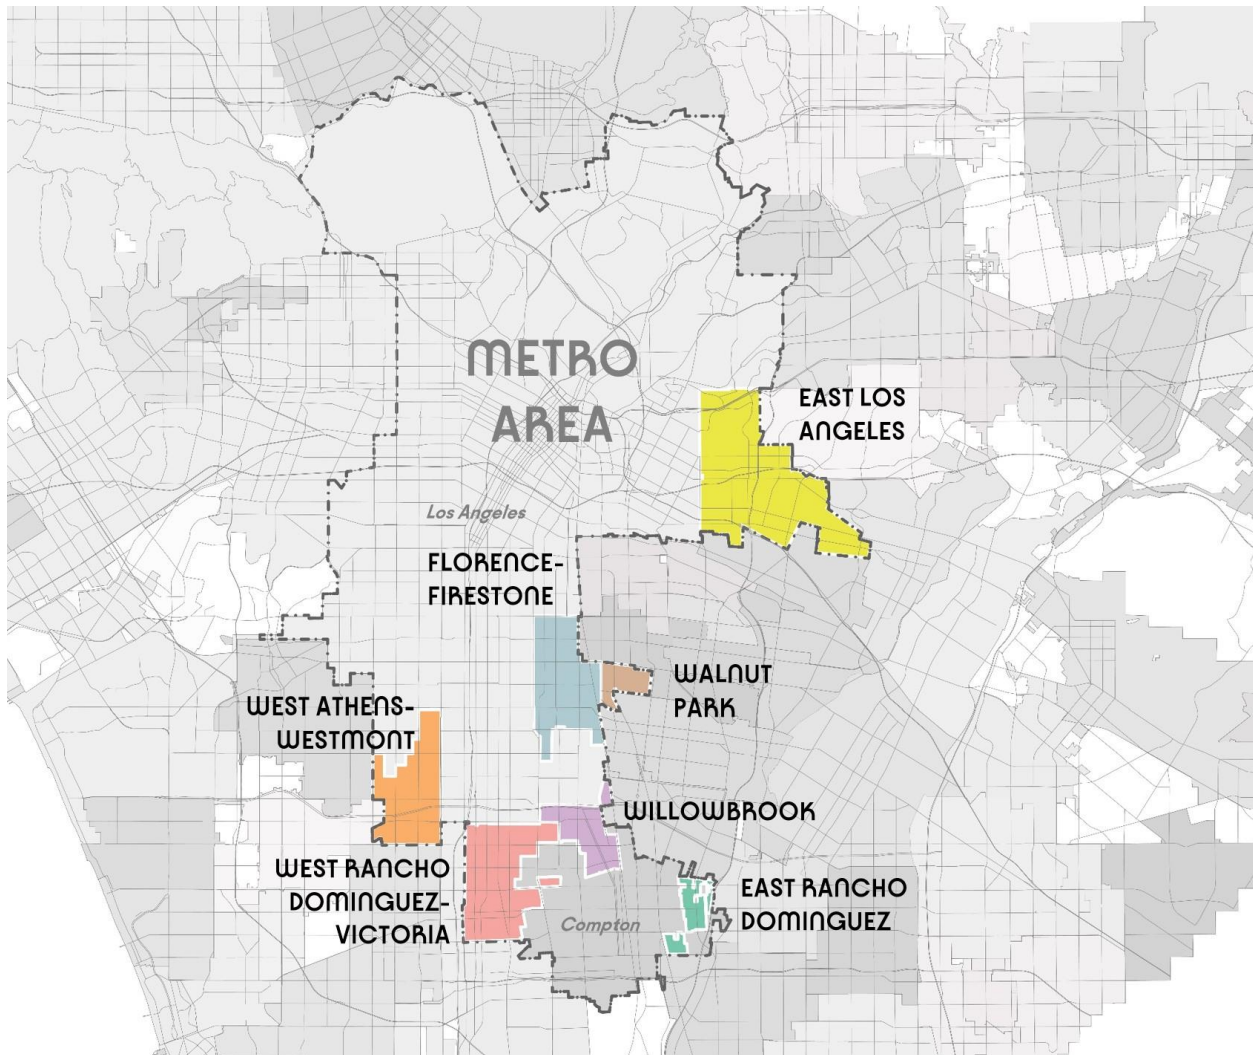 METRO
AREA
EAST LOS
ANGELES
Los Angeles
FLORENCE-
FIRESTONE
WALNUT
PARK
WEST ATHENS-
WESTMONT
WILLOWBROOK
WEST RANCHO
DOMINGUEZ-
VICTORIA
EAST RANCHO
DOMINGUEZ
Compton